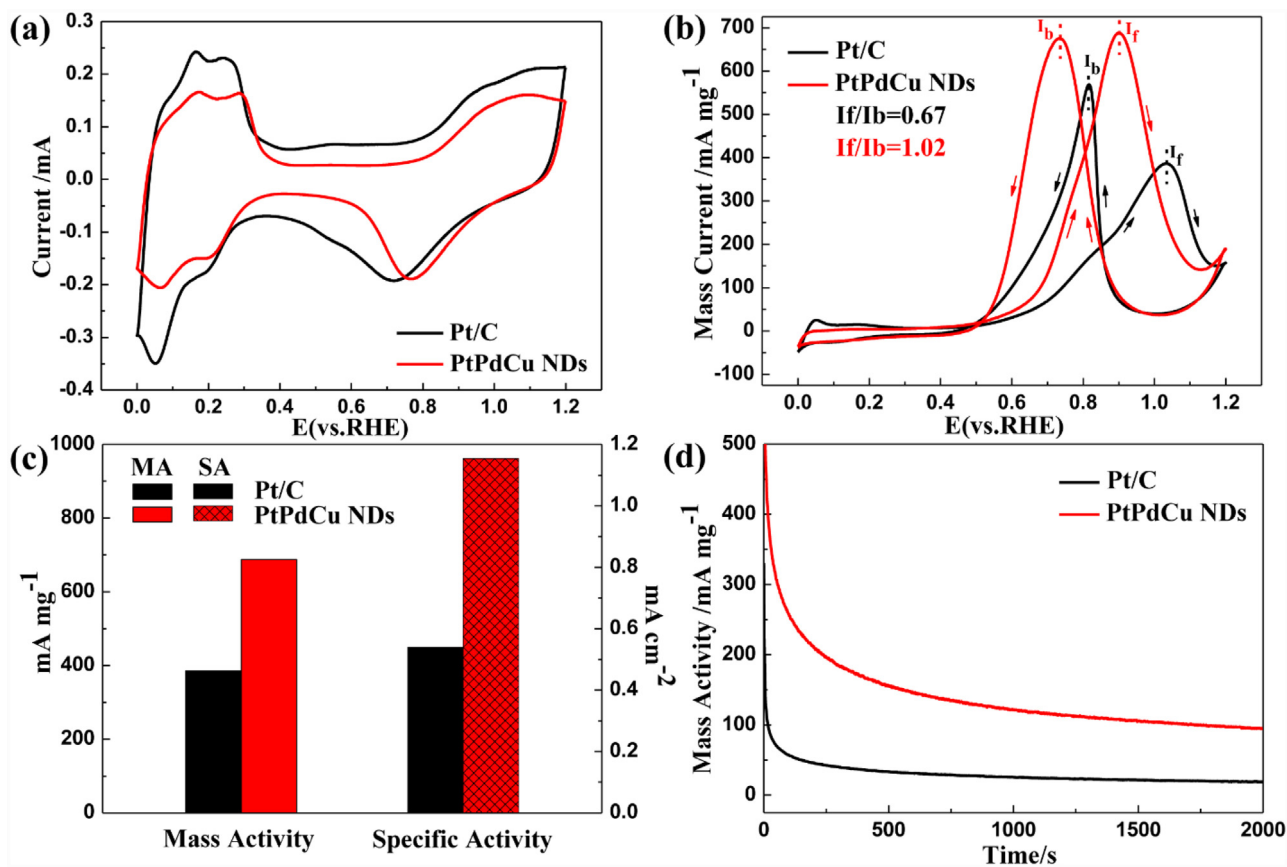 (a)
0.3
0.2
0.1
0.0
-0.1
-0.2
-0.3
-0.4
Current /mA
Pt/C
PtPdCu NDs
0.0 0.2 0.4 0.6 0.8 1.0 1.2
E(vs.RHE)
(b)
700
600
500
400
300
200
100
0
-100
Mass Current /mA mg-1
Pt/C
PtPdCu NDs
If/Ib=0.67
If/Ib=1.02
Ib
If
Ib
If
0.0 0.2 0.4 0.6 0.8 1.0 1.2
E(vs.RHE)
(c)
1000
800
600
400
200
0
mA mg-1
MA SA
Pt/C
PtPdCu NDs
1.2
1.0
0.8
0.6
0.4
0.2
0.0
mA cm-2
Mass Activity Specific Activity
(d)
500
400
300
200
100
0
Mass Activity /mA mg-1
Pt/C
PtPdCu NDs
0 500 1000 1500 2000
Time/s